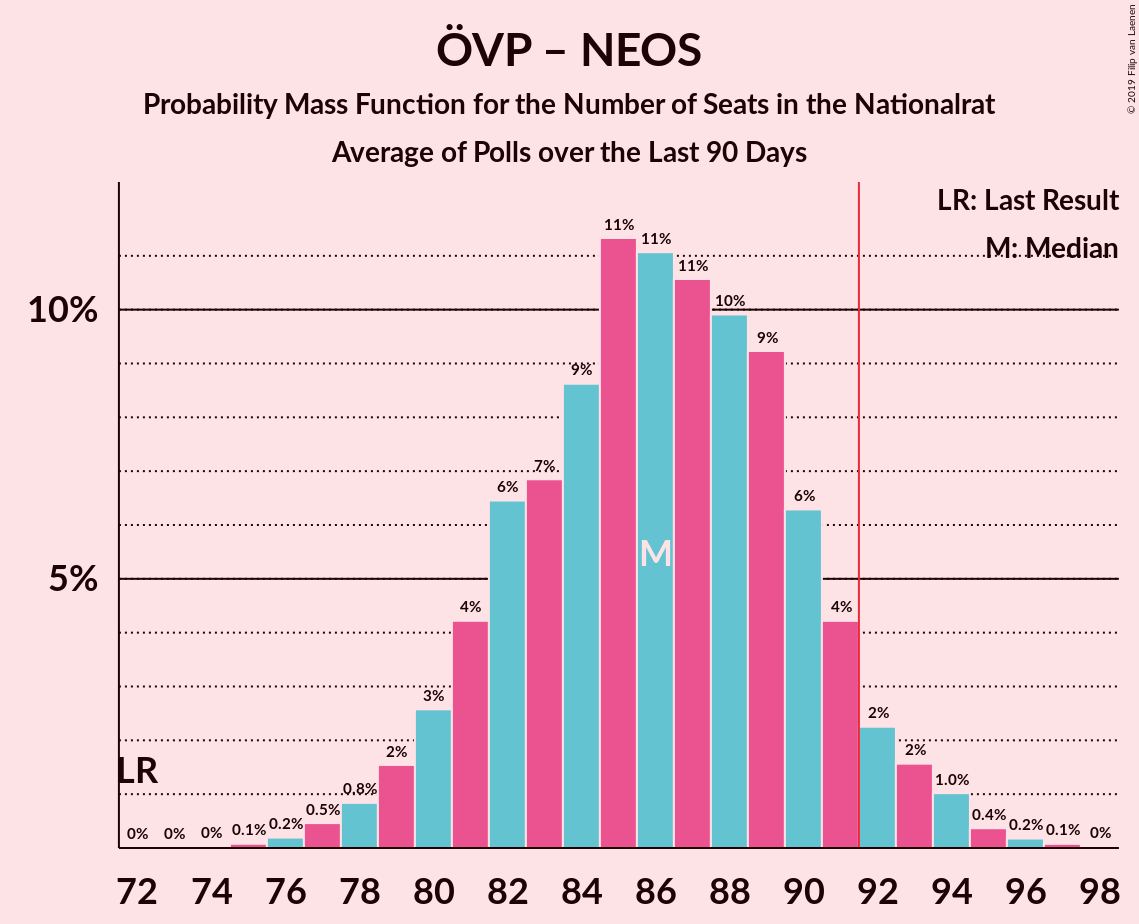 ÖVP – NEOS
Probability Mass Function for the Number of Seats in the Nationalrat
Average of Polls over the Last 90 Days
© 2019 Filip van Laenen
LR: Last Result
M: Median
10%
5%
LR
M
0% 0% 0% 0.1% 0.2% 0.5% 0.8% 2% 3% 4% 6% 7% 9% 11% 11% 11% 10% 9% 6% 4% 2% 2% 1.0% 0.4% 0.2% 0.1% 0%
72 74 76 78 80 82 84 86 88 90 92 94 96 98